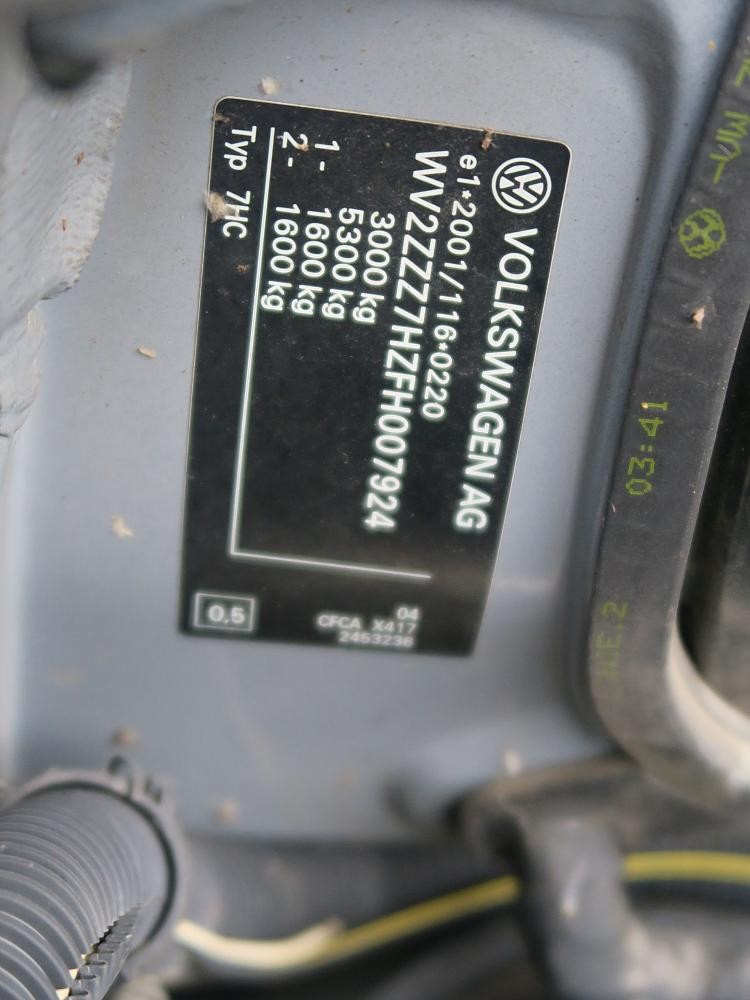 VOLKSWAGEN AG
e1*2001/116*0220
WV2ZZZ7HZFH007924
3000 kg
5300 kg
1 - 1600 kg
2 - 1600 kg
Typ 7HC
04
CFCA X417
2453236
0.5
03:41